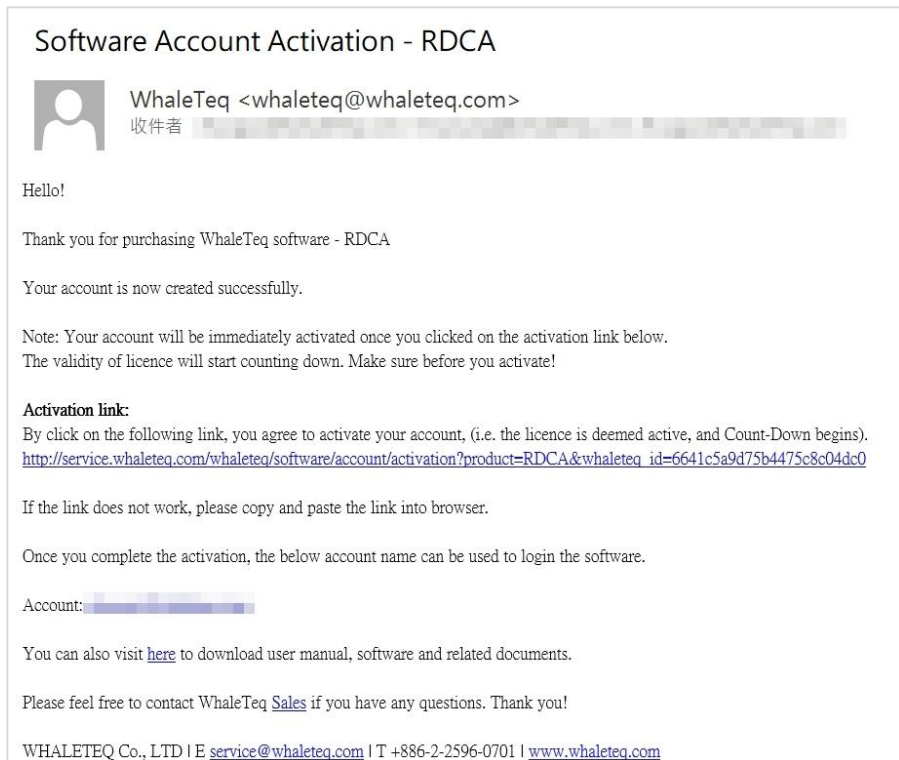 Software Account Activation - RDCA
WhaleTeq <whaleteq@whaleteq.com>
收件者
Hello!
Thank you for purchasing WhaleTeq software - RDCA
Your account is now created successfully.
Note: Your account will be immediately activated once you clicked on the activation link below.
The validity of licence will start counting down. Make sure before you activate!
Activation link:
By click on the following link, you agree to activate your account, (i.e. the licence is deemed active, and Count-Down begins).
http://service.whaleteq.com/whaleteq/software/account/activation?product=RDCA&whaleteq_id=6641c5a9d75b4475c8c04dc0
If the link does not work, please copy and paste the link into browser.
Once you complete the activation, the below account name can be used to login the software.
Account:
You can also visit here to download user manual, software and related documents.
Please feel free to contact WhaleTeq Sales if you have any questions. Thank you!
WHALETEQ Co., LTD | E service@whaleteq.com | T +886-2-2596-0701 | www.whaleteq.com